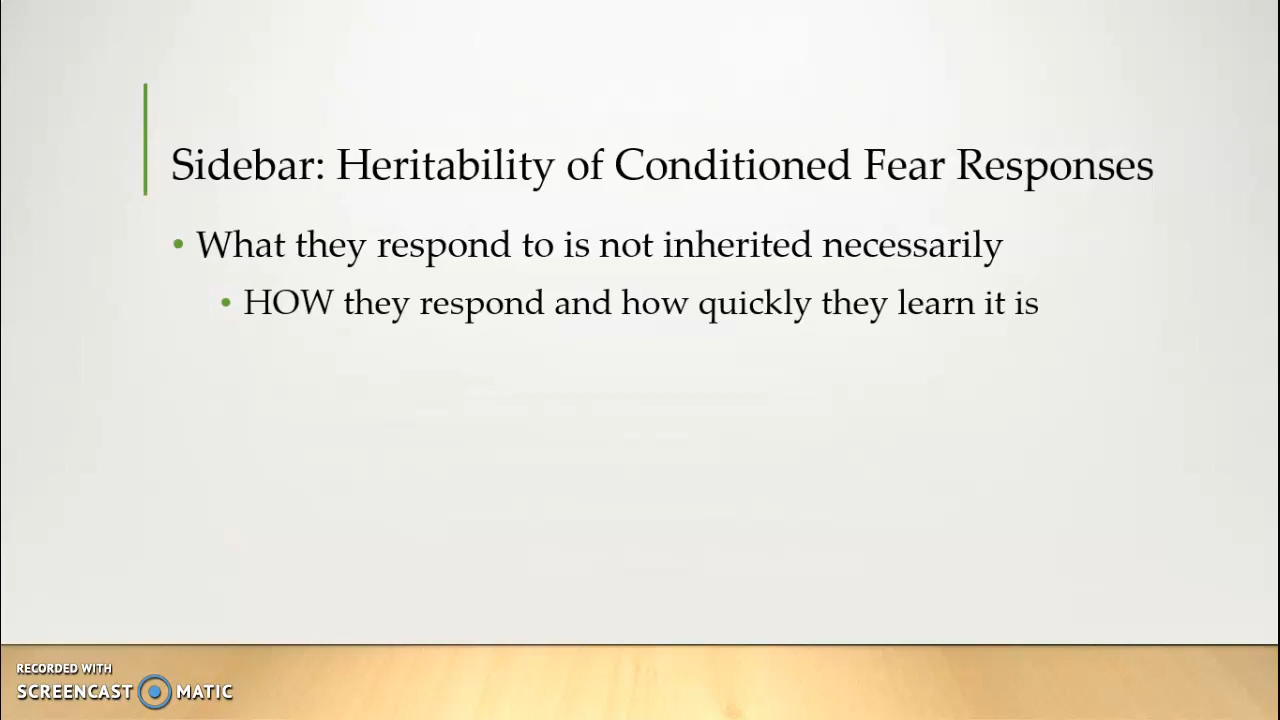 Sidebar: Heritability of Conditioned Fear Responses
• What they respond to is not inherited necessarily
• HOW they respond and how quickly they learn it is
RECORDED WITH
SCREENCAST MATIC